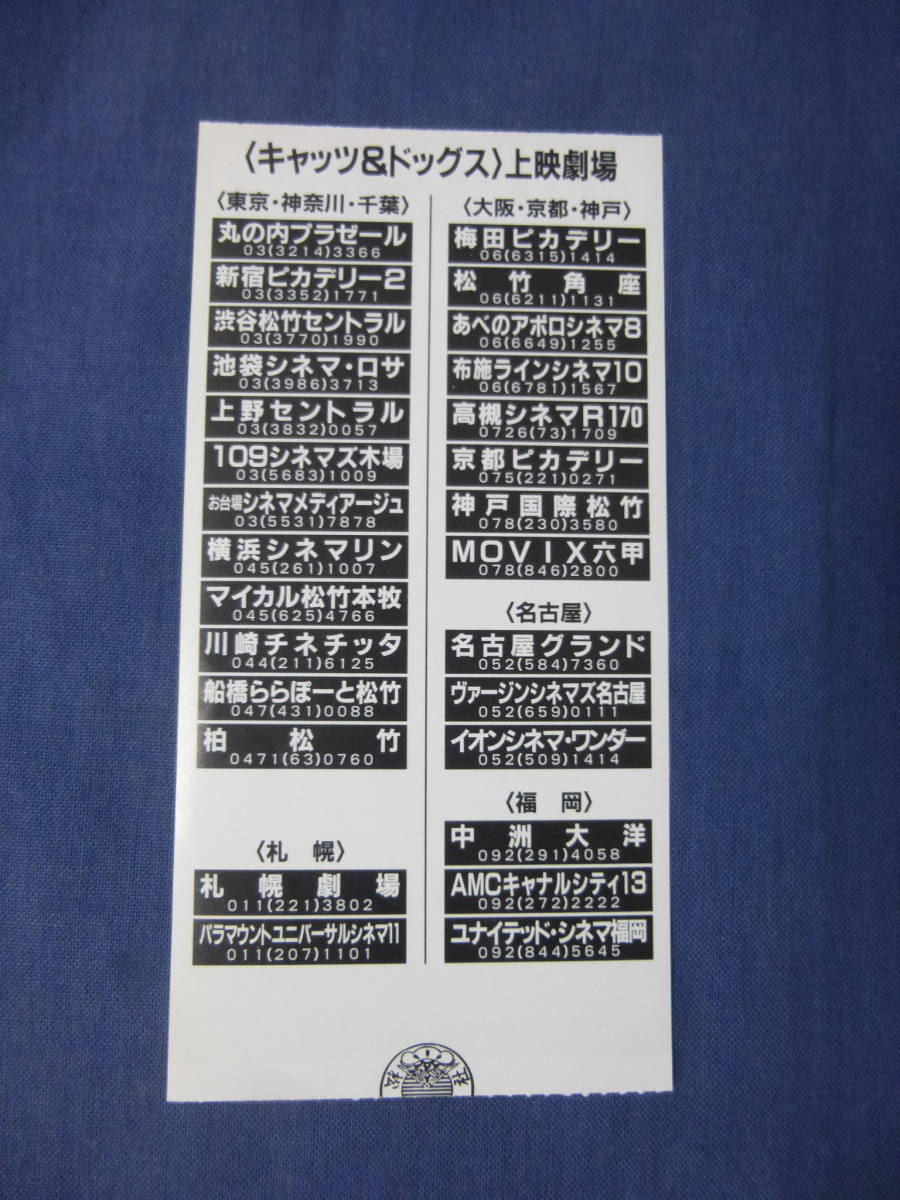 〈キャッツ&ドッグス〉上映劇場
〈東京・神奈川・千葉〉
丸の内プラゼール
03(3214)3366
新宿ピカデリー2
03(3352)1771
渋谷松竹セントラル
03(3770)1990
池袋シネマ・ロサ
03(3986)3713
上野セントラル
03(3832)0057
109シネマズ木場
03(5683)1009
お台場シネマメディアージュ
03(5531)7878
横浜シネマリン
045(261)1007
マイカル松竹本牧
045(625)4766
川崎チネチッタ
044(211)6125
船橋ららぽーと松竹
047(431)0088
柏松竹
0471(63)0760
〈札幌〉
札幌劇場
011(221)3802
パラマウントユニバーサルシネマ11
011(207)1101
〈大阪・京都・神戸〉
梅田ピカデリー
06(6315)1414
松竹角座
06(6211)1131
あべのアポロシネマ8
06(6649)1255
布施ラインシネマ10
06(6781)1567
高槻シネマR170
0726(73)1709
京都ピカデリー
075(221)0271
神戸国際松竹
078(230)3580
MOVIX六甲
078(846)2800
〈名古屋〉
名古屋グランド
052(584)7360
ヴァージンシネマズ名古屋
052(659)0111
イオンシネマ・ワンダー
052(509)1414
〈福岡〉
中洲大洋
092(291)4058
AMCキャナルシティ13
092(272)2222
ユナイテッド・シネマ福岡
092(844)5645